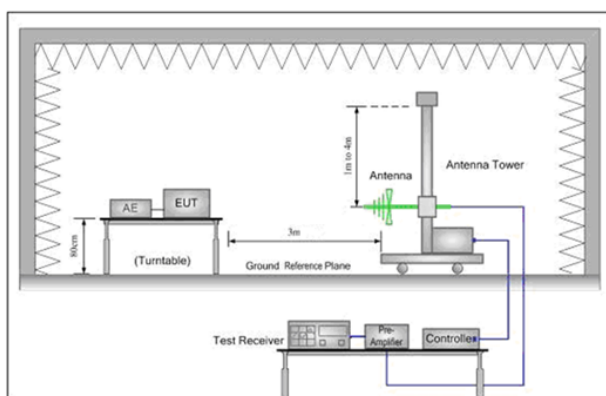 1m to 4m
Antenna
Antenna Tower
AE
EUT
80cm
(Turntable)
3m
Ground Reference Plane
Test Receiver
Pre-
Amplifier
Controller